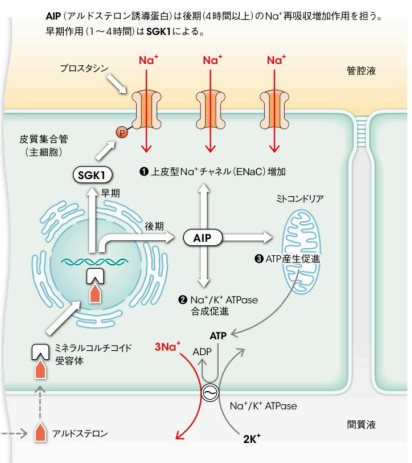 AIP（アルドステロン誘導蛋白）は後期（4時間以上）のNa⁺再吸収増加作用を担う。
早期作用（1〜4時間）はSGK1による。
プロスタシン
Na⁺
Na⁺
Na⁺
管腔液
P
皮質集合管
（主細胞）
SGK1
❶上皮型Na⁺チャネル（ENaC）増加
早期
ミトコンドリア
後期
AIP
❸ATP産生促進
❷Na⁺/K⁺ ATPase
合成促進
ミネラルコルチコイド
受容体
ATP
3Na⁺
ADP
Na⁺/K⁺ ATPase
間質液
アルドステロン
2K⁺